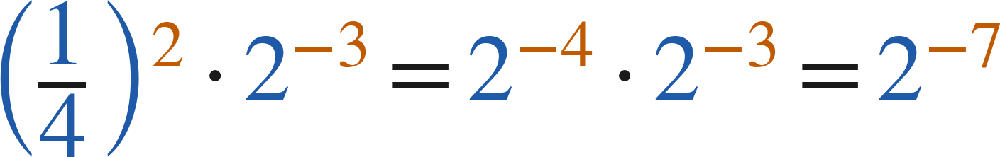 (1/4)² · 2⁻³ = 2⁻⁴ · 2⁻³ = 2⁻⁷